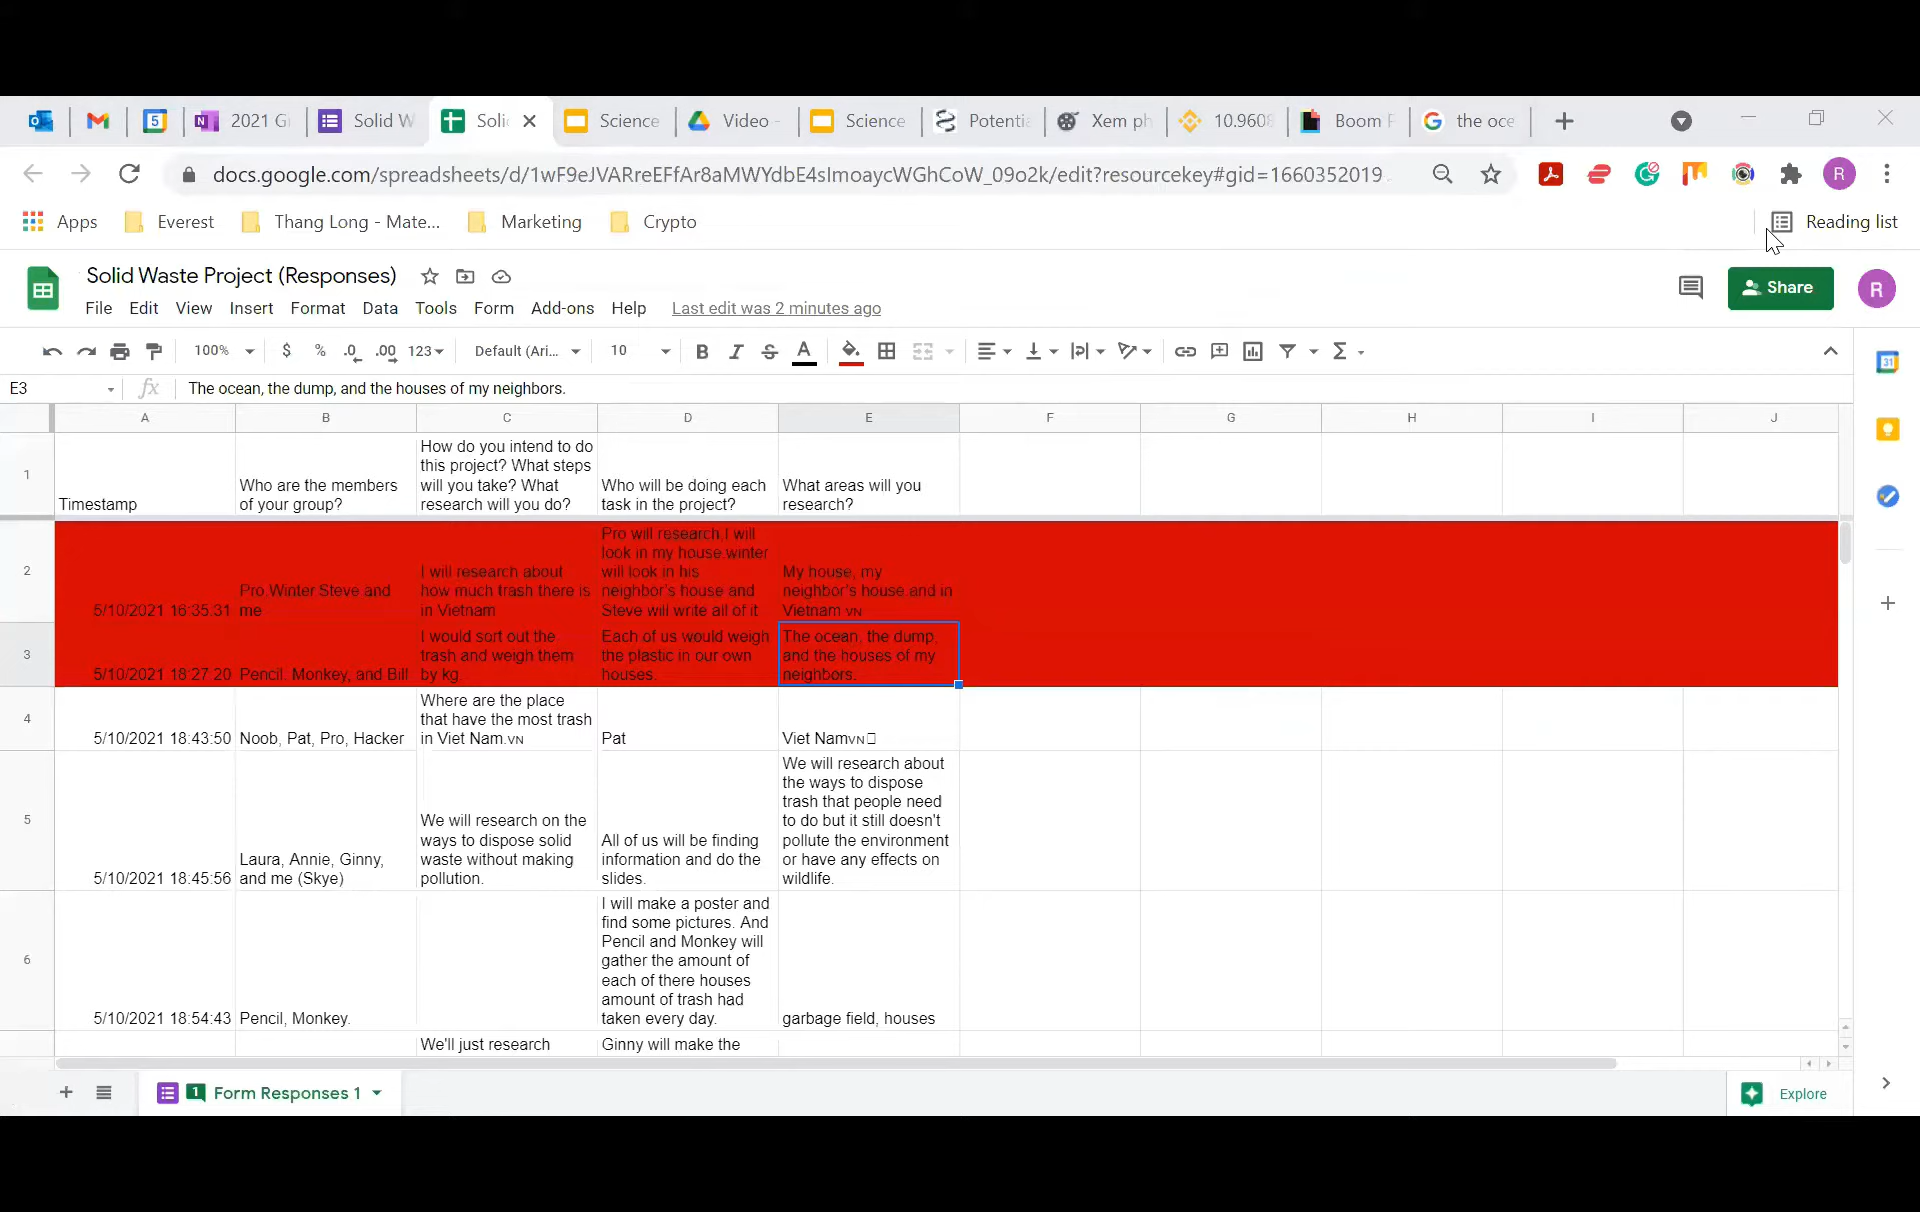 2021 G
Solid W
Soli
Science
Video -
Science
Potentia
Xem ph
10.9608
Boom F
the oce
docs.google.com/spreadsheets/d/1wF9eJVARreEFfAr8aMWYdbE4sImoaycWGhCoW_09o2k/edit?resourcekey#gid=1660352019
R
Apps
Everest
Thang Long - Mate...
Marketing
Crypto
Reading list
Solid Waste Project (Responses)
Share
R
File Edit View Insert Format Data Tools Form Add-ons Help Last edit was 2 minutes ago
100% $ % .0 .00 123 Default (Ari... 10 B I S A
31
E3 fx The ocean, the dump, and the houses of my neighbors.
A B C D E F G H I J
1
Timestamp
Who are the members
of your group?
How do you intend to do
this project? What steps
will you take? What
research will you do?
Who will be doing each
task in the project?
What areas will you
research?
2
5/10/2021 16:35:31
Pro.Winter Steve and
me
I will research about
how much trash there is
in Vietnam
Pro will research,I will
look in my house.winter
will look in his
neighbor's house and
Steve will write all of it
My house, my
neighbor's house.and in
Vietnam VN
3
5/10/2021 18:27:20
Pencil. Monkey, and Bill
I would sort out the
trash and weigh them
by kg.
Each of us would weigh
the plastic in our own
houses.
The ocean, the dump,
and the houses of my
neighbors.
4
5/10/2021 18:43:50
Noob, Pat, Pro, Hacker
Where are the place
that have the most trash
in Viet Nam.VN
Pat
Viet NamVN
5
5/10/2021 18:45:56
Laura, Annie, Ginny,
and me (Skye)
We will research on the
ways to dispose solid
waste without making
pollution.
All of us will be finding
information and do the
slides.
We will research about
the ways to dispose
trash that people need
to do but it still doesn't
pollute the environment
or have any effects on
wildlife.
6
5/10/2021 18:54:43
Pencil, Monkey.
I will make a poster and
find some pictures. And
Pencil and Monkey will
gather the amount of
each of there houses
amount of trash had
taken every day.
garbage field, houses
We'll just research
Ginny will make the
1 Form Responses 1
Explore